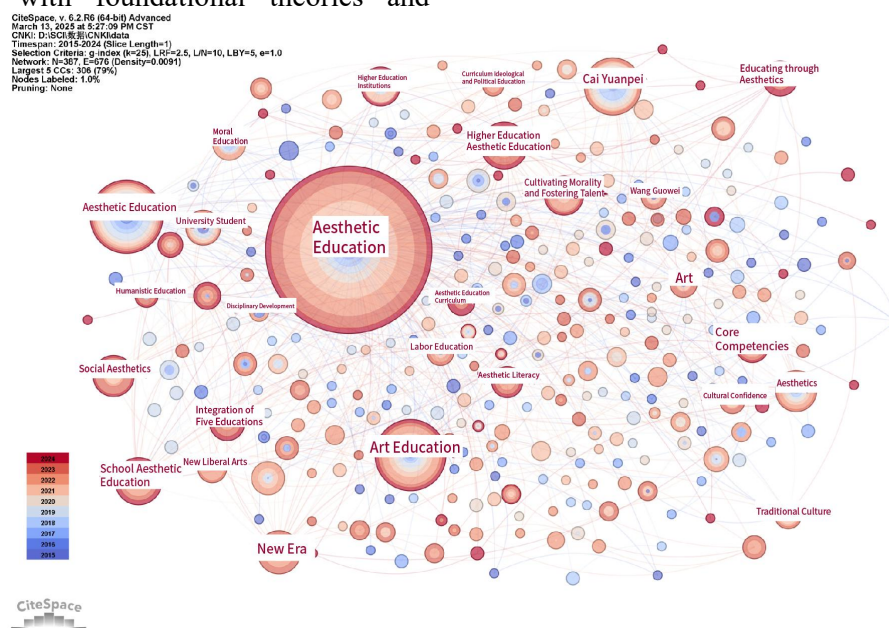 with foundational theories and
CiteSpace, v. 6.2.R6 (64-bit) Advanced
March 13, 2025 at 5:27:09 PM CST
CNKI: D:\SCI\数据\CNKI\data
Timespan: 2015-2024 (Slice Length=1)
Selection Criteria: g-index (k=25), LRF=2.5, L/N=10, LBY=5, e=1.0
Network: N=387, E=676 (Density=0.0091)
Largest 5 CCs: 306 (79%)
Nodes Labeled: 1.0%
Pruning: None
Higher Education
Institutions
Curriculum Ideological
and Political Education
Cai Yuanpei
Educating through
Aesthetics
Moral
Education
Higher Education
Aesthetic Education
Cultivating Morality
and Fostering Talent
Wang Guowei
Aesthetic Education
University Student
Aesthetic
Education
Art
Humanistic Education
Disciplinary Development
Aesthetic Education
Curriculum
Labor Education
Core
Competencies
Social Aesthetics
Aesthetic Literacy
Aesthetics
Cultural Confidence
Integration of
Five Educations
Art Education
School Aesthetic
Education
New Liberal Arts
Traditional Culture
New Era
2024
2023
2022
2021
2020
2019
2018
2017
2016
2015
CiteSpace